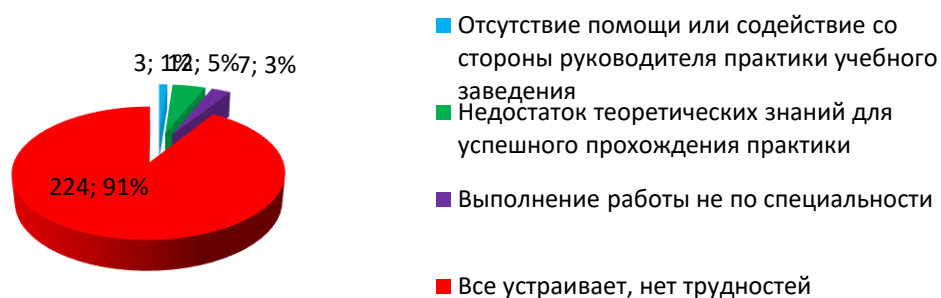 3; 1%
12; 5%
7; 3%
224; 91%
Отсутствие помощи или содействие со
стороны руководителя практики учебного
заведения
Недостаток теоретических знаний для
успешного прохождения практики
Выполнение работы не по специальности
Все устраивает, нет трудностей